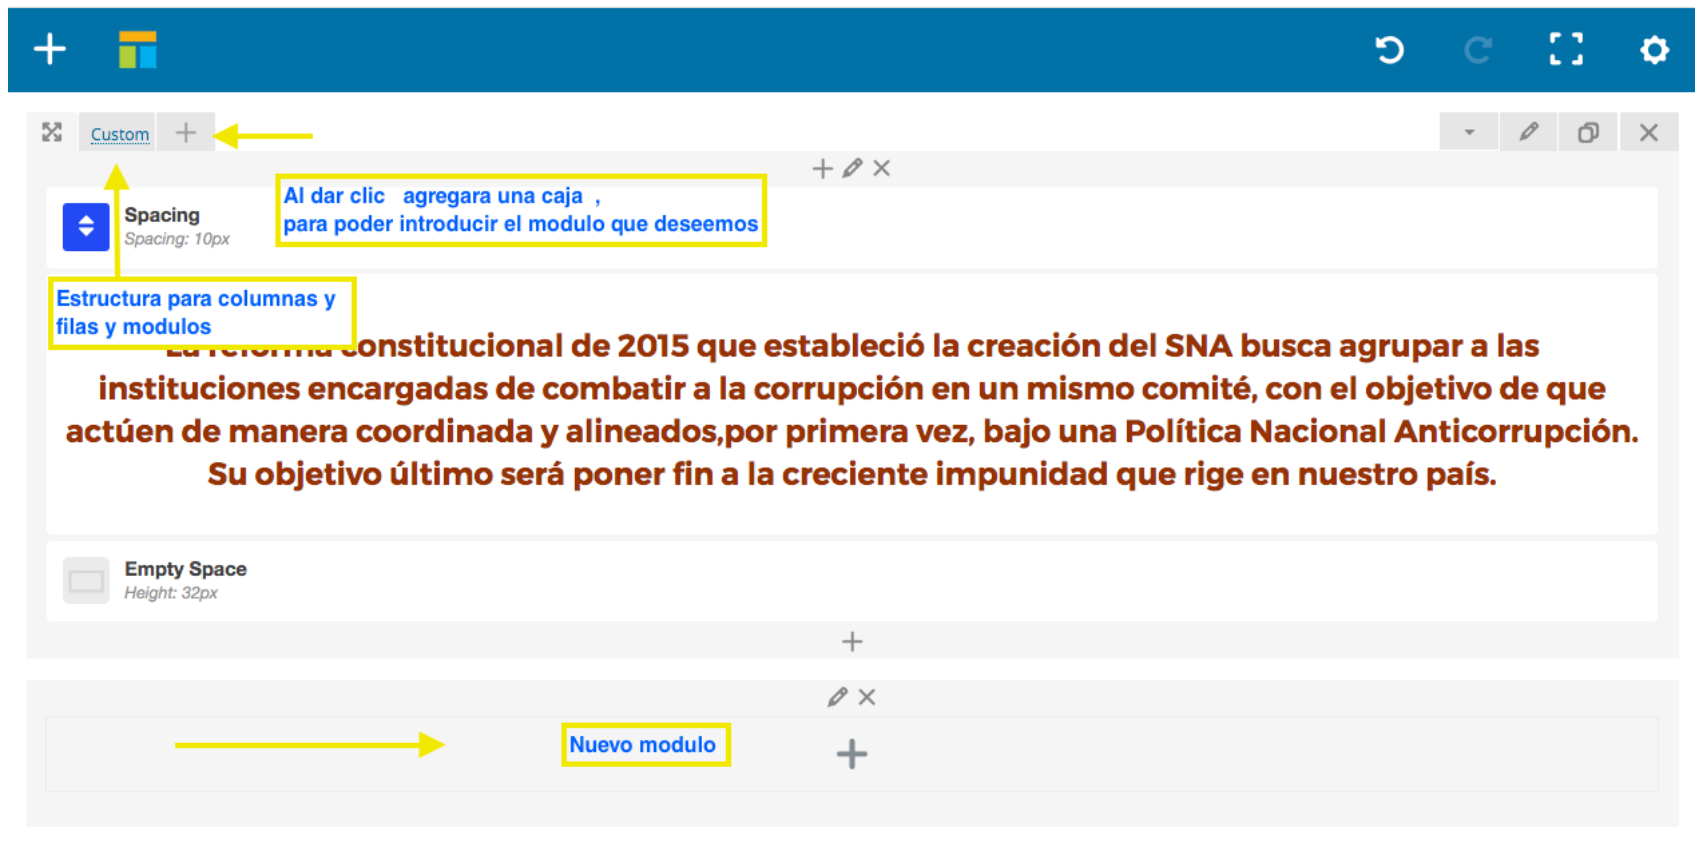 Custom
Al dar clic agregara una caja ,
para poder introducir el modulo que deseemos
Spacing
Spacing: 10px
Estructura para columnas y
filas y modulos
La reforma constitucional de 2015 que estableció la creación del SNA busca agrupar a las
instituciones encargadas de combatir a la corrupción en un mismo comité, con el objetivo de que
actúen de manera coordinada y alineados,por primera vez, bajo una Política Nacional Anticorrupción.
Su objetivo último será poner fin a la creciente impunidad que rige en nuestro país.
Empty Space
Height: 32px
Nuevo modulo